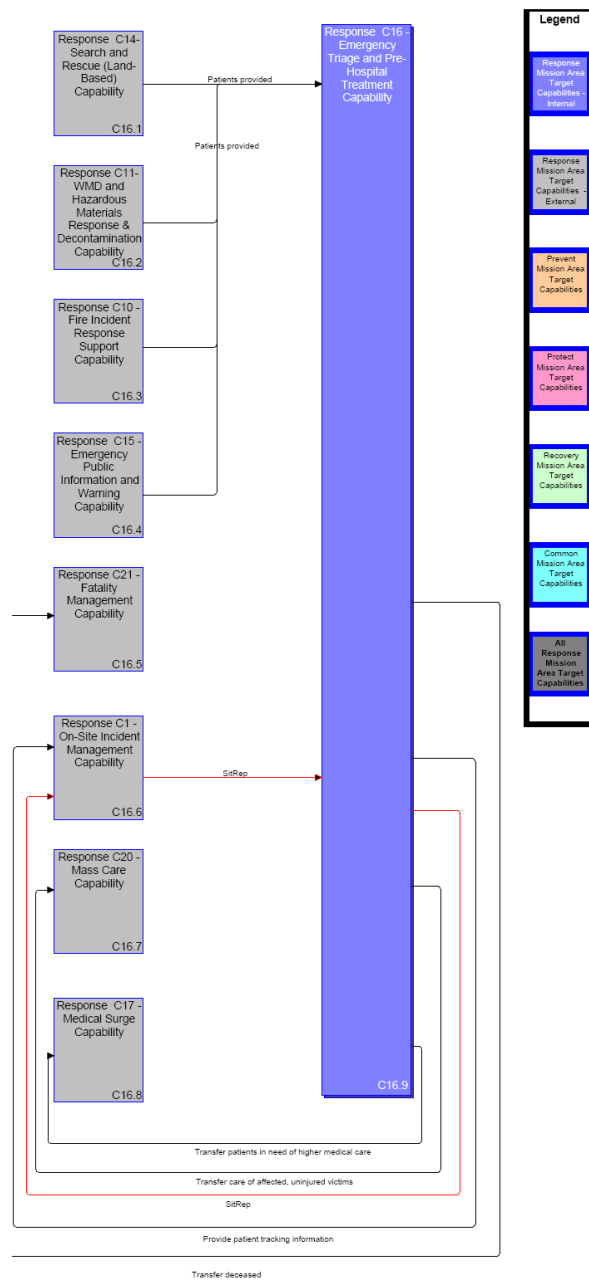 Response C14-
Search and
Rescue (Land-
Based)
Capability
C16.1
Response C11-
WMD and
Hazardous
Materials
Response &
Decontamination
Capability
C16.2
Response C10 -
Fire Incident
Response
Support
Capability
C16.3
Response C15 -
Emergency
Public
Information and
Warning
Capability
C16.4
Response C21 -
Fatality
Management
Capability
C16.5
Response C1 -
On-Site Incident
Management
Capability
C16.6
Response C20 -
Mass Care
Capability
C16.7
Response C17 -
Medical Surge
Capability
C16.8
Patients provided
Patients provided
SitRep
Response C16 -
Emergency
Triage and Pre-
Hospital
Treatment
Capability
C16.9
Transfer patients in need of higher medical care
Transfer care of affected, uninjured victims
SitRep
Provide patient tracking information
Transfer deceased
Legend
Response
Mission Area
Target
Capabilities -
Internal
Response
Mission Area
Target
Capabilities -
External
Prevent
Mission Area
Target
Capabilities
Protect
Mission Area
Target
Capabilities
Recovery
Mission Area
Target
Capabilities
Common
Mission Area
Target
Capabilities
All
Response
Mission
Area Target
Capabilities